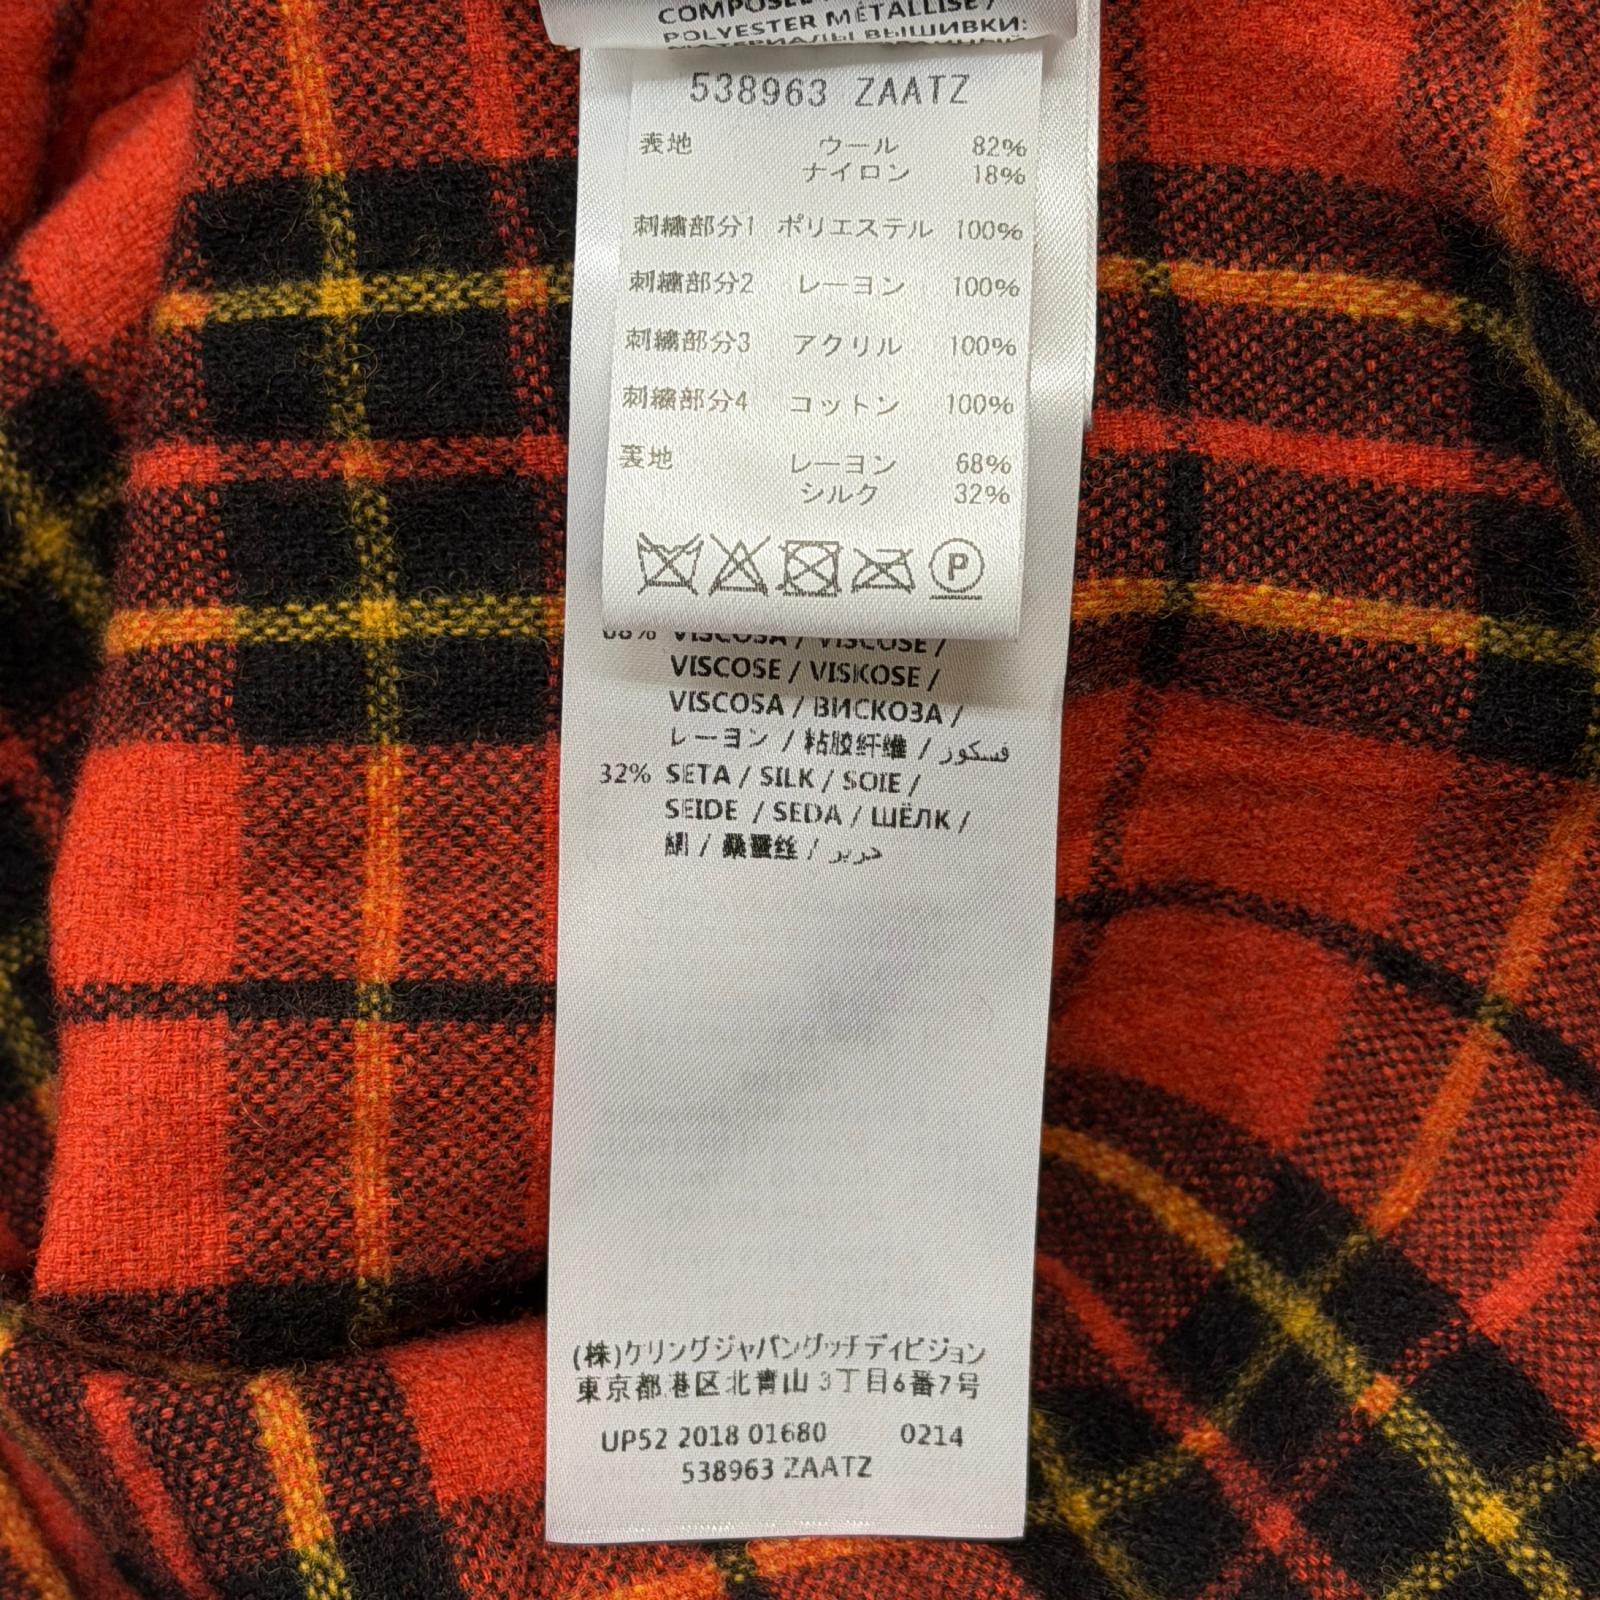 POLYESTER MÉTALLISÉ /
МАТЕРИАЛЫ ВЫШИВКИ:
538963 ZAATZ
表地 ウール 82%
ナイロン 18%
刺繍部分1 ポリエステル 100%
刺繍部分2 レーヨン 100%
刺繍部分3 アクリル 100%
刺繍部分4 コットン 100%
裏地 レーヨン 68%
シルク 32%
P
68% VISCOSA / VISCOSE /
VISCOSE / VISKOSE /
VISCOSA / ВИСКОЗА /
レーヨン / 粘胶纤维 / فسكوز
32% SETA / SILK / SOIE /
SEIDE / SEDA / ШЁЛК /
絹 / 桑蚕丝 / حرير
(株)ケリングジャパングッチディビジョン
東京都港区北青山3丁目6番7号
UP52 2018 01680 0214
538963 ZAATZ